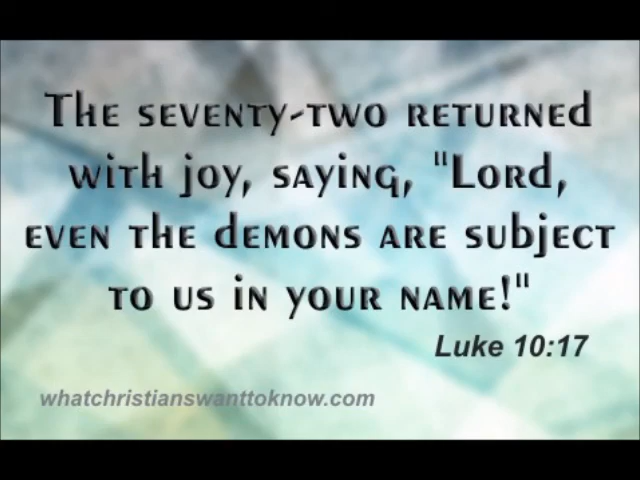 The seventy-two returned
with joy, saying, "Lord,
even the demons are subject
to us in your name!"
Luke 10:17
whatchristianswanttoknow.com